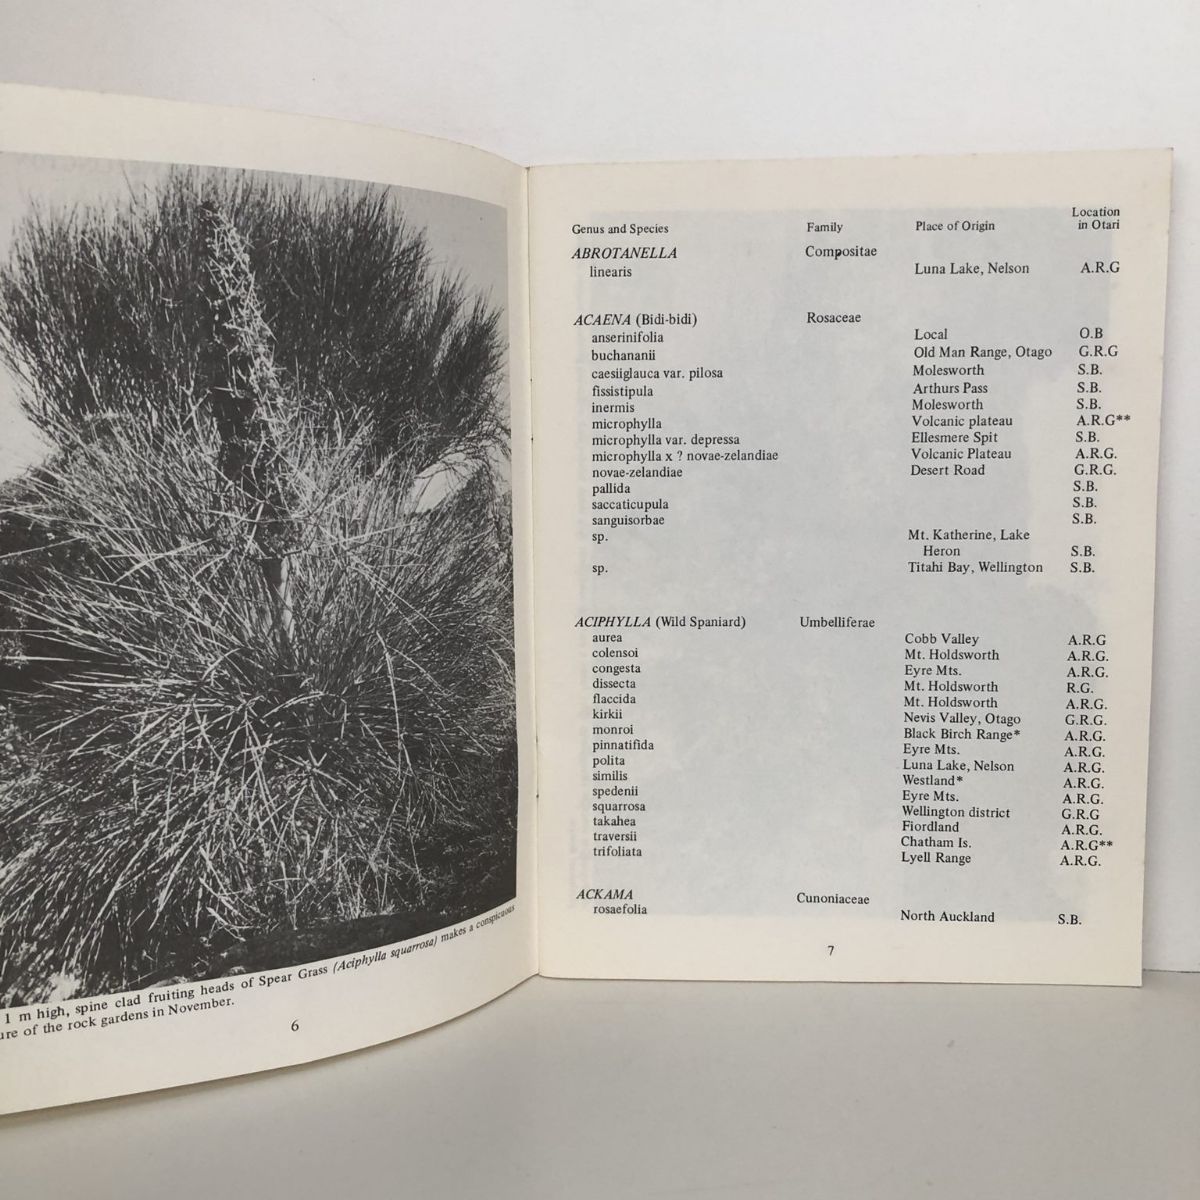 1 m high, spine clad fruiting heads of Spear Grass (Aciphylla squarrosa) makes a conspicuous
of the rock gardens in November.
6
Genus and Species Family Place of Origin Location in Otari
ABROTANELLA Compositae
linearis Luna Lake, Nelson A.R.G
ACAENA (Bidi-bidi) Rosaceae
anserinifolia Local O.B
buchananii Old Man Range, Otago G.R.G
caesiiglauca var. pilosa Molesworth S.B.
fissistipula Arthurs Pass S.B.
inermis Molesworth S.B.
microphylla Volcanic plateau A.R.G**
microphylla var. depressa Ellesmere Spit S.B.
microphylla x ? novae-zelandiae Volcanic Plateau A.R.G.
novae-zelandiae Desert Road G.R.G.
pallida S.B.
saccaticupula S.B.
sanguisorbae S.B.
sp. Mt. Katherine, Lake
Heron S.B.
sp. Titahi Bay, Wellington S.B.
ACIPHYLLA (Wild Spaniard) Umbelliferae
aurea Cobb Valley A.R.G
colensoi Mt. Holdsworth A.R.G.
congesta Eyre Mts. A.R.G.
dissecta Mt. Holdsworth R.G.
flaccida Mt. Holdsworth A.R.G.
kirkii Nevis Valley, Otago G.R.G.
monroi Black Birch Range* A.R.G.
pinnatifida Eyre Mts. A.R.G.
polita Luna Lake, Nelson A.R.G.
similis Westland* A.R.G.
spedenii Eyre Mts. A.R.G.
squarrosa Wellington district G.R.G
takahea Fiordland A.R.G.
traversii Chatham Is. A.R.G**
trifoliata Lyell Range A.R.G.
ACKAMA Cunoniaceae
rosaefolia North Auckland S.B.
7